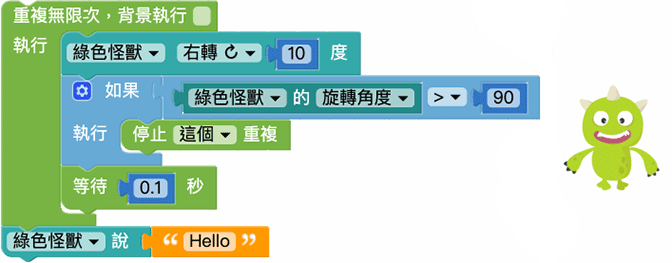 重複無限次，背景執行
執行 綠色怪獸 右轉 ↻ 10 度
如果 綠色怪獸 的 旋轉角度 > 90
執行 停止 這個 重複
等待 0.1 秒
綠色怪獸 說 “ Hello ”